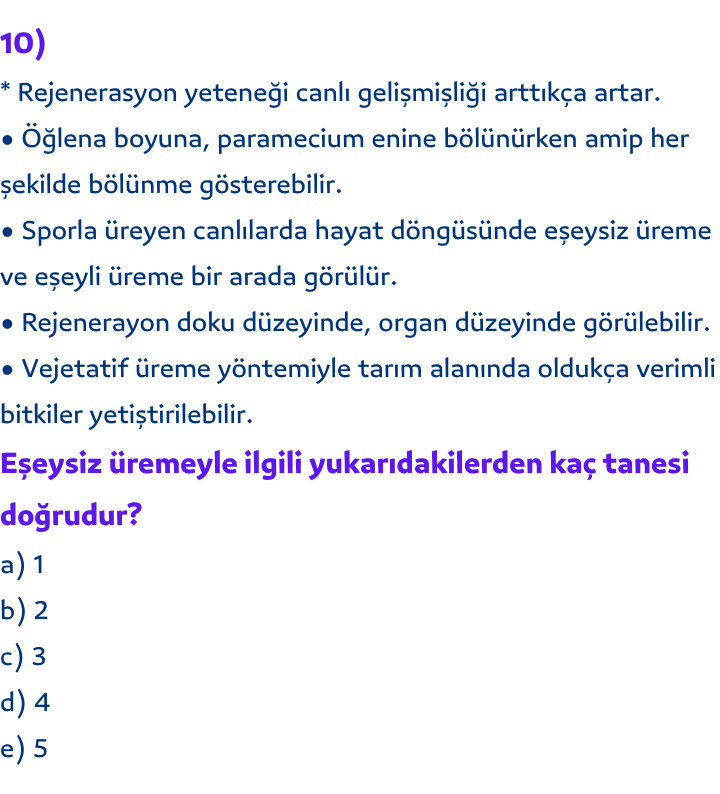 10)
* Rejenerasyon yeteneği canlı gelişmişliği arttıkça artar.
• Öğlena boyuna, paramecium enine bölünürken amip her
şekilde bölünme gösterebilir.
• Sporla üreyen canlılarda hayat döngüsünde eşeysiz üreme
ve eşeyli üreme bir arada görülür.
• Rejenerayon doku düzeyinde, organ düzeyinde görülebilir.
• Vejetatif üreme yöntemiyle tarım alanında oldukça verimli
bitkiler yetiştirilebilir.
Eşeysiz üremeyle ilgili yukarıdakilerden kaç tanesi
doğrudur?
a) 1
b) 2
c) 3
d) 4
e) 5